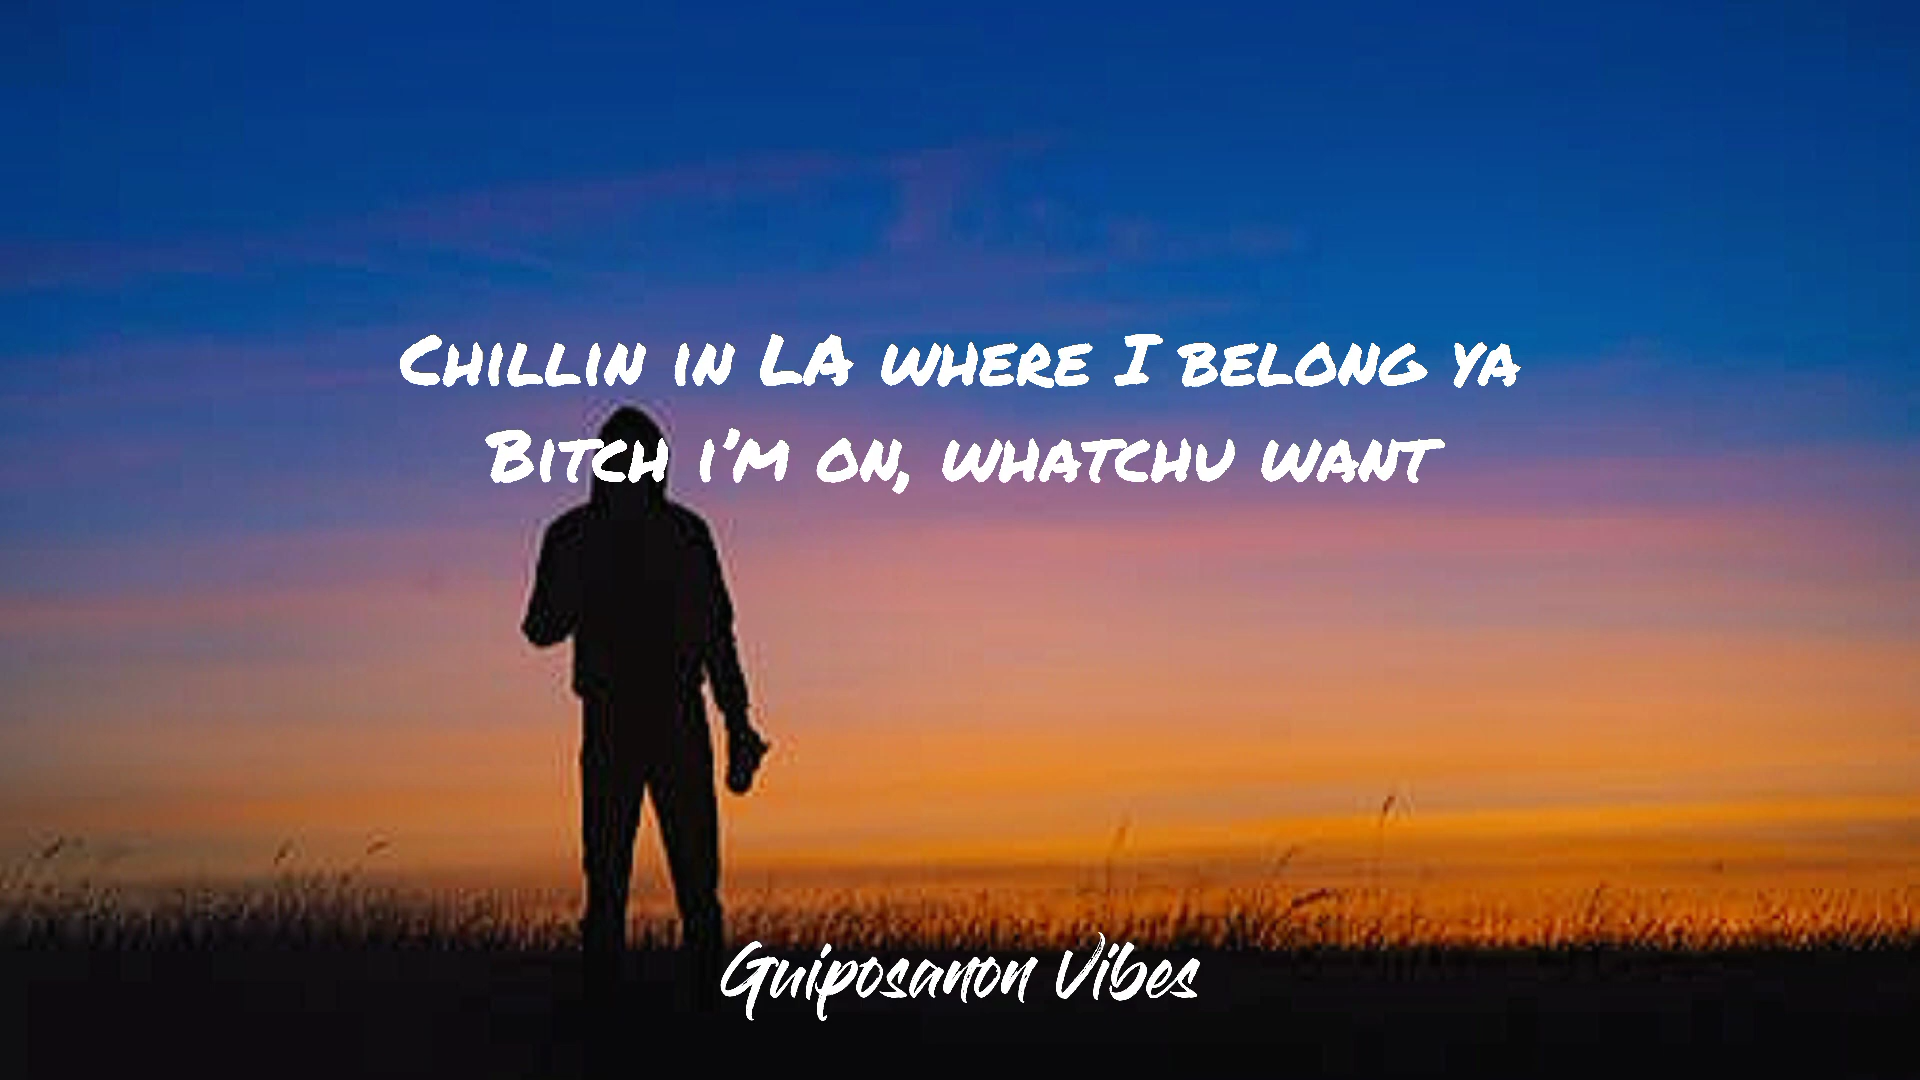 Chillin in LA where I belong ya
Bitch i'm on, whatchu want
Guiposanon Vibes